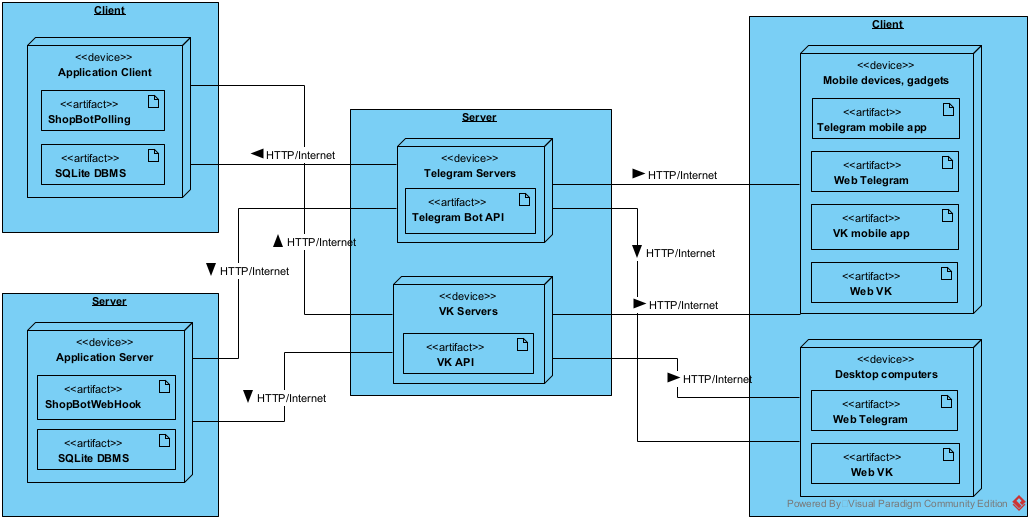 Client
<<device>>
Application Client
<<artifact>>
ShopBotPolling
<<artifact>>
SQLite DBMS
Server
<<device>>
Application Server
<<artifact>>
ShopBotWebHook
<<artifact>>
SQLite DBMS
HTTP/Internet
HTTP/Internet
HTTP/Internet
HTTP/Internet
Server
<<device>>
Telegram Servers
<<artifact>>
Telegram Bot API
<<device>>
VK Servers
<<artifact>>
VK API
HTTP/Internet
HTTP/Internet
HTTP/Internet
HTTP/Internet
Client
<<device>>
Mobile devices, gadgets
<<artifact>>
Telegram mobile app
<<artifact>>
Web Telegram
<<artifact>>
VK mobile app
<<artifact>>
Web VK
<<device>>
Desktop computers
<<artifact>>
Web Telegram
<<artifact>>
Web VK
Powered By: Visual Paradigm Community Edition